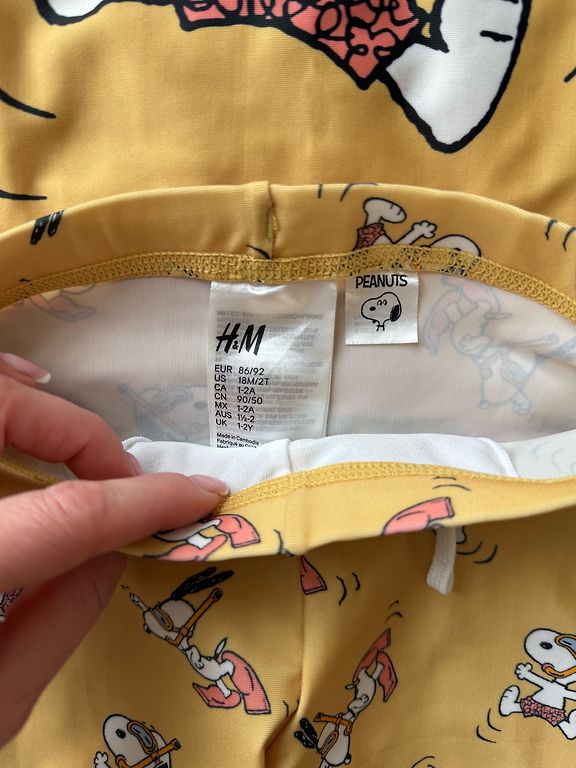 PEANUTS
H&M
EUR 86/92
US 18M/2T
CA 1-2A
CN 90/50
MX 1-2A
AUS 1½-2
UK 1-2Y
Made in Cambodia